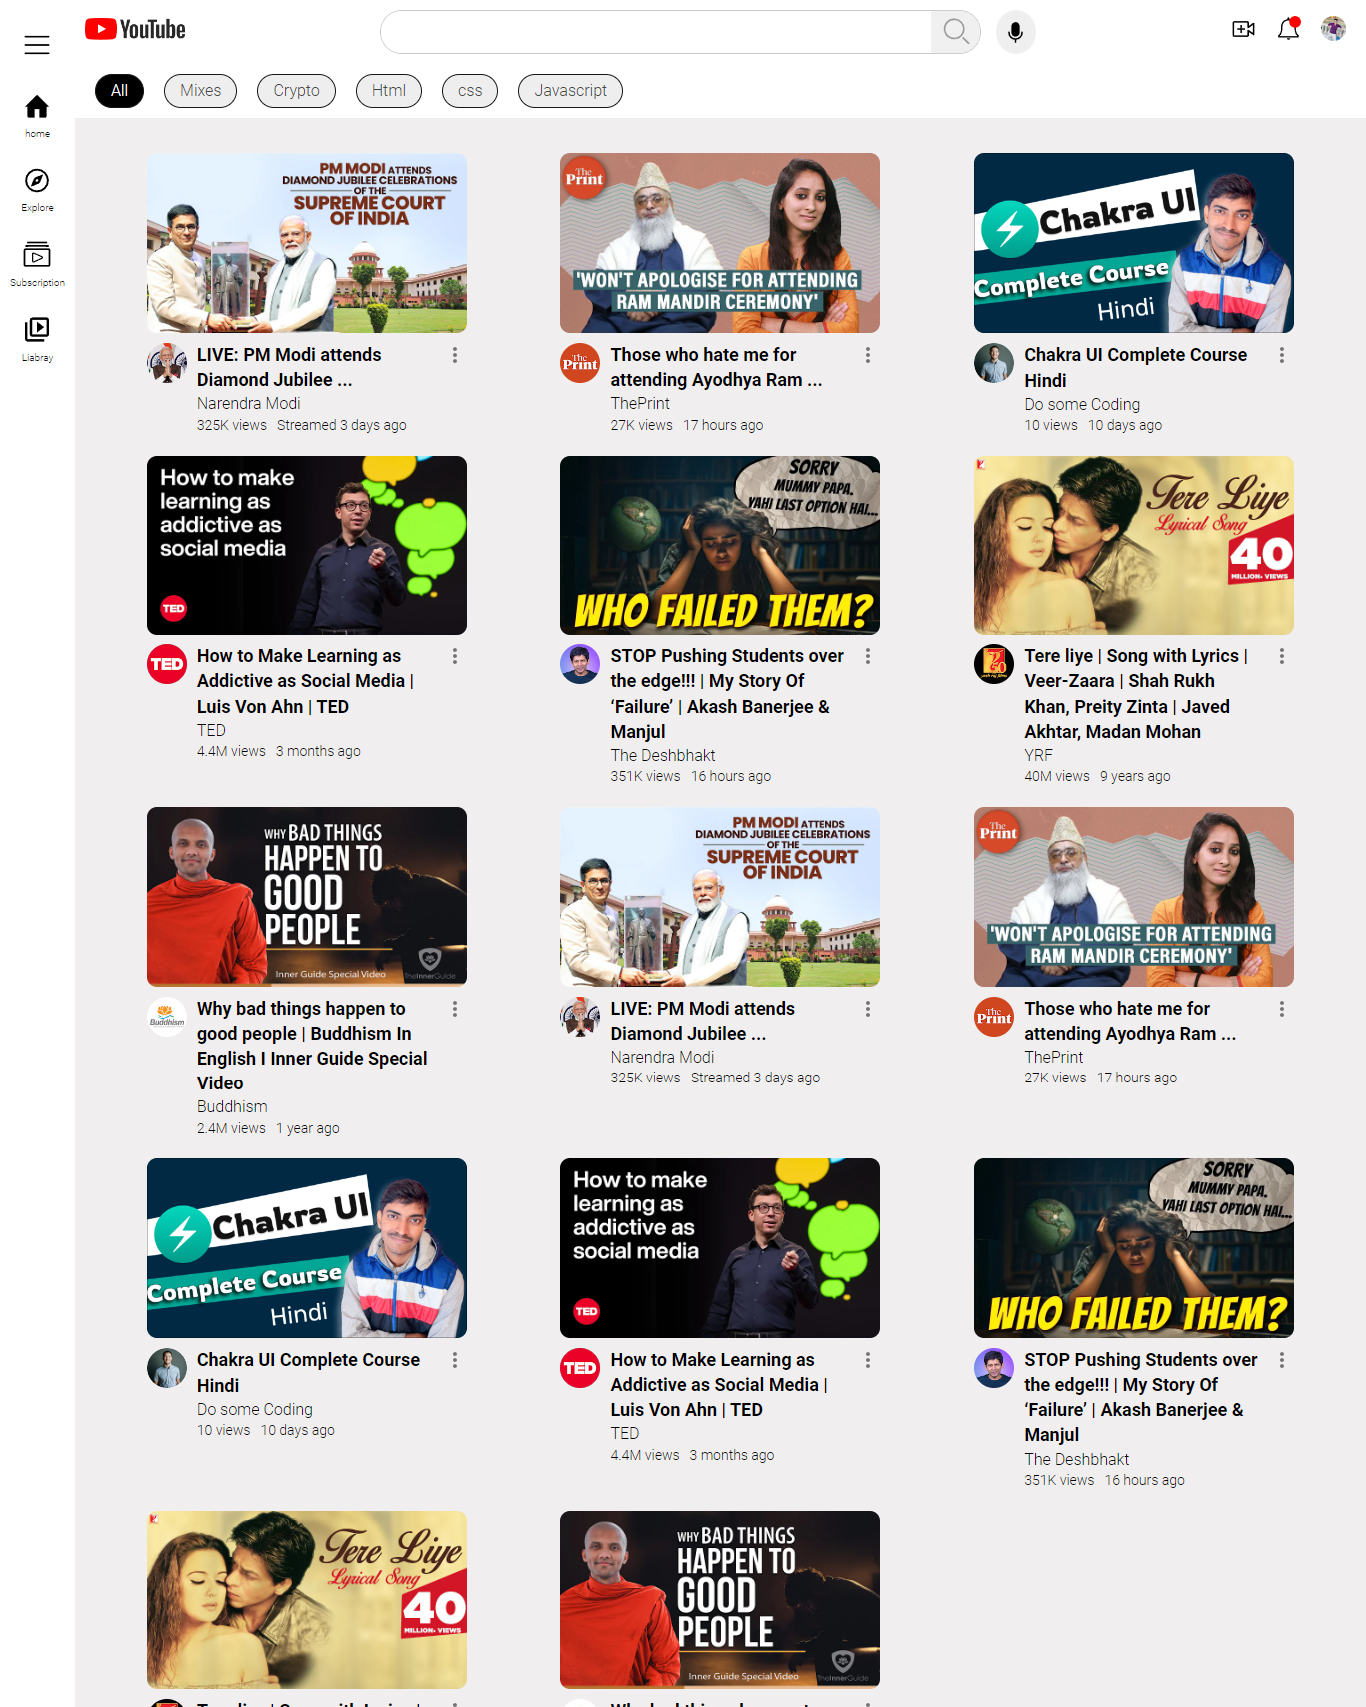 YouTube
All Mixes Crypto Html css Javascript
home
Explore
Subscription
Liabray
PM MODI ATTENDS
DIAMOND JUBILEE CELEBRATIONS
OF THE
SUPREME COURT
OF INDIA
LIVE: PM Modi attends
Diamond Jubilee ...
Narendra Modi
325K views Streamed 3 days ago
The
Print
'WON'T APOLOGISE FOR ATTENDING
RAM MANDIR CEREMONY'
The
Print
Those who hate me for
attending Ayodhya Ram ...
ThePrint
27K views 17 hours ago
Chakra UI
Complete Course
Hindi
Chakra UI Complete Course
Hindi
Do some Coding
10 views 10 days ago
How to make
learning as
addictive as
social media
TED
TED
How to Make Learning as
Addictive as Social Media |
Luis Von Ahn | TED
TED
4.4M views 3 months ago
SORRY
MUMMY PAPA.
YAHI LAST OPTION HAI...
WHO FAILED THEM?
STOP Pushing Students over
the edge!!! | My Story Of
‘Failure’ | Akash Banerjee &
Manjul
The Deshbhakt
351K views 16 hours ago
Tere Liye
Lyrical Song
40
MILLION+ VIEWS
50
Tere liye | Song with Lyrics |
Veer-Zaara | Shah Rukh
Khan, Preity Zinta | Javed
Akhtar, Madan Mohan
YRF
40M views 9 years ago
WHY BAD THINGS
HAPPEN TO
GOOD
PEOPLE
Inner Guide Special Video
TheInnerGuide
Buddhism
Why bad things happen to
good people | Buddhism In
English I Inner Guide Special
Video
Buddhism
2.4M views 1 year ago
PM MODI ATTENDS
DIAMOND JUBILEE CELEBRATIONS
OF THE
SUPREME COURT
OF INDIA
LIVE: PM Modi attends
Diamond Jubilee ...
Narendra Modi
325K views Streamed 3 days ago
The
Print
'WON'T APOLOGISE FOR ATTENDING
RAM MANDIR CEREMONY'
The
Print
Those who hate me for
attending Ayodhya Ram ...
ThePrint
27K views 17 hours ago
Chakra UI
Complete Course
Hindi
Chakra UI Complete Course
Hindi
Do some Coding
10 views 10 days ago
How to make
learning as
addictive as
social media
TED
TED
How to Make Learning as
Addictive as Social Media |
Luis Von Ahn | TED
TED
4.4M views 3 months ago
SORRY
MUMMY PAPA.
YAHI LAST OPTION HAI...
WHO FAILED THEM?
STOP Pushing Students over
the edge!!! | My Story Of
‘Failure’ | Akash Banerjee &
Manjul
The Deshbhakt
351K views 16 hours ago
Tere Liye
Lyrical Song
40
MILLION+ VIEWS
WHY BAD THINGS
HAPPEN TO
GOOD
PEOPLE
Inner Guide Special Video
TheInnerGuide